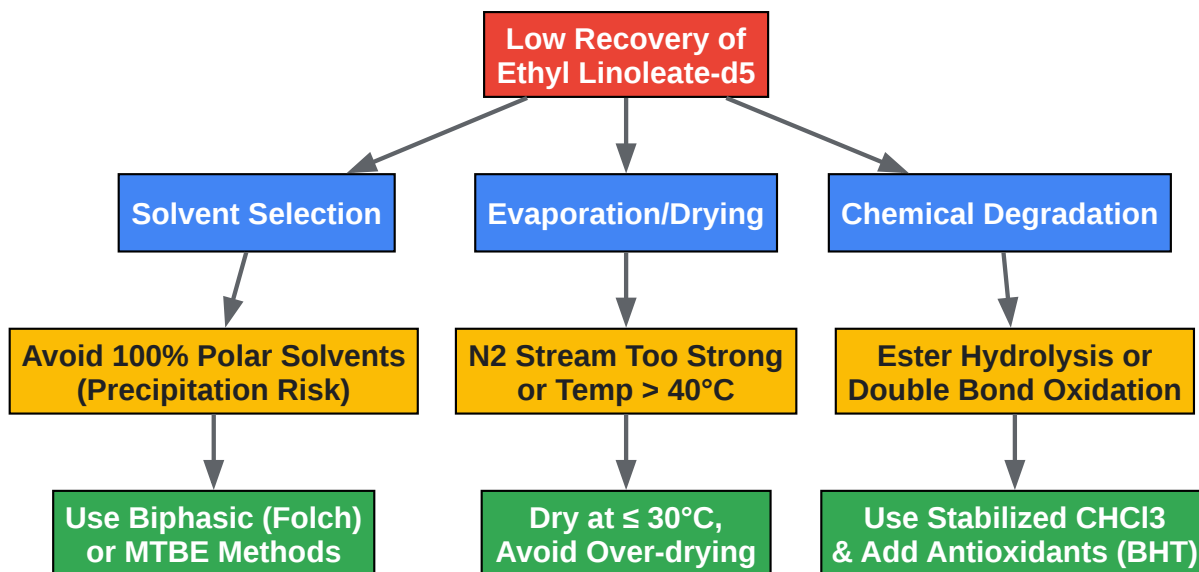 Low Recovery of
Ethyl Linoleate-d5
Solvent Selection
Evaporation/Drying
Chemical Degradation
Avoid 100% Polar Solvents
(Precipitation Risk)
N2 Stream Too Strong
or Temp > 40°C
Ester Hydrolysis or
Double Bond Oxidation
Use Biphasic (Folch)
or MTBE Methods
Dry at ≤ 30°C,
Avoid Over-drying
Use Stabilized CHCl3
& Add Antioxidants (BHT)